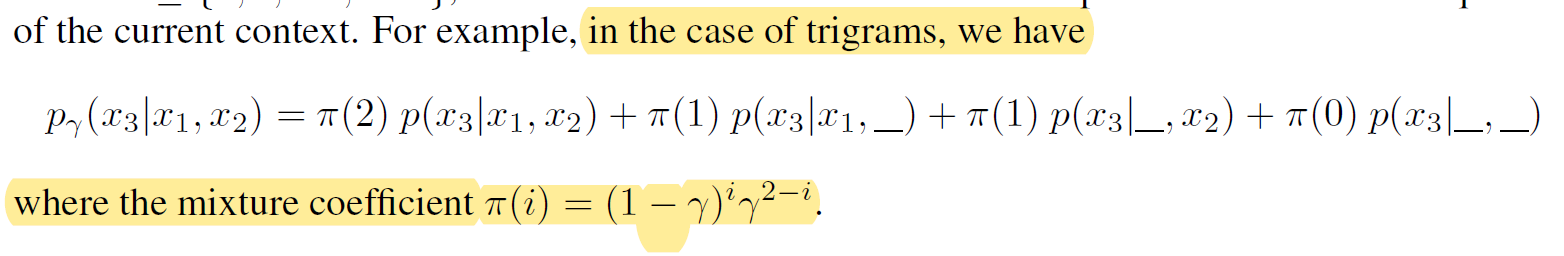 of the current context. For example, in the case of trigrams, we have
pγ(x3|x1, x2) = π(2) p(x3|x1, x2) + π(1) p(x3|x1, _) + π(1) p(x3|_, x2) + π(0) p(x3|_, _)
where the mixture coefficient π(i) = (1 − γ)^i γ^{2−i}.